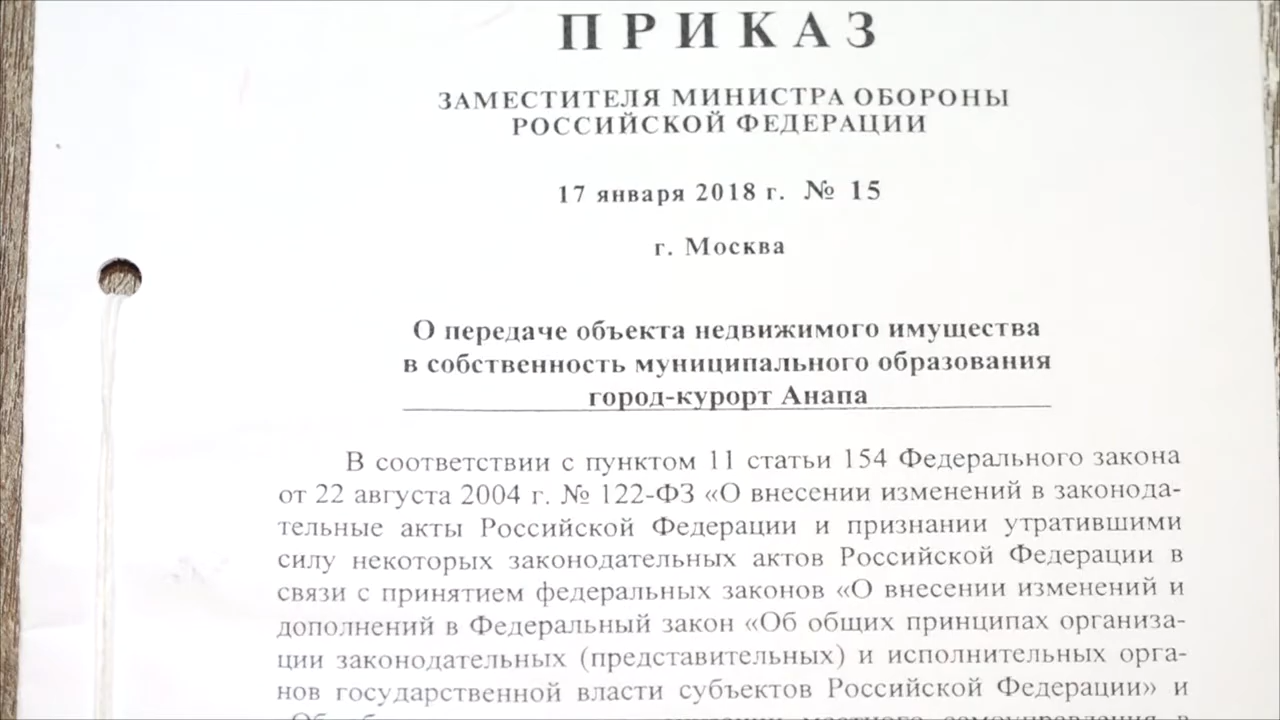 ПРИКАЗ
ЗАМЕСТИТЕЛЯ МИНИСТРА ОБОРОНЫ
РОССИЙСКОЙ ФЕДЕРАЦИИ
17 января 2018 г. № 15
г. Москва
О передаче объекта недвижимого имущества
в собственность муниципального образования
город-курорт Анапа
В соответствии с пунктом 11 статьи 154 Федерального закона
от 22 августа 2004 г. № 122-ФЗ «О внесении изменений в законода-
тельные акты Российской Федерации и признании утратившими
силу некоторых законодательных актов Российской Федерации в
связи с принятием федеральных законов «О внесении изменений и
дополнений в Федеральный закон «Об общих принципах организа-
ции законодательных (представительных) и исполнительных орга-
нов государственной власти субъектов Российской Федерации» и
местного самоуправления в